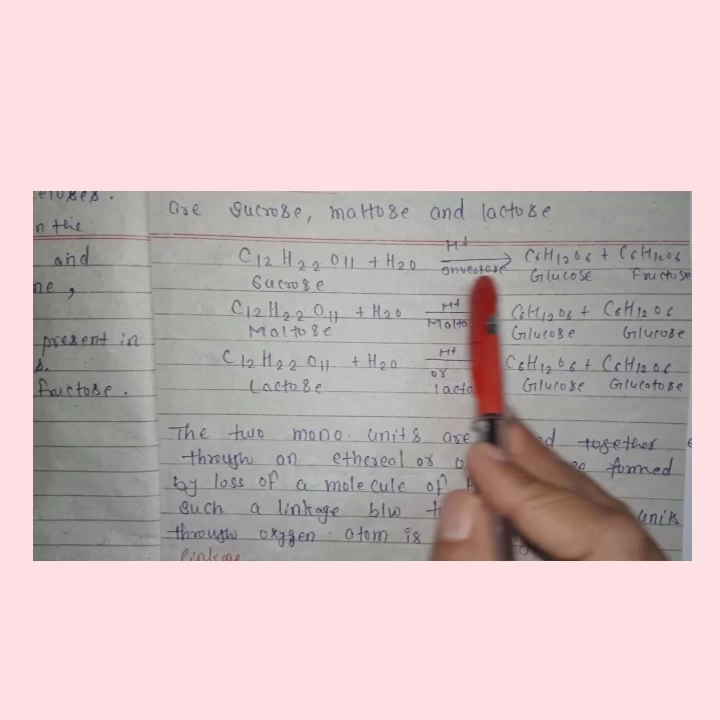 n the
and
present in
fructose.
are sucrose, maltose and lactose.
H+
C12 H22 O11 + H2O → C6H12O6 + C6H12O6
Sucrose Glucose Fructose
C12 H22 O11 + H2O H+ C6H12O6 + C6H12O6
Maltose Glucose Glucose
C12 H22 O11 + H2O H+ or C6H12O6 + C6H12O6
Lactose Glucose
The two mono units are together
through an ethereal or formed
by loss of a molecule of
such a linkage b/w units
through oxygen atom is
linkage